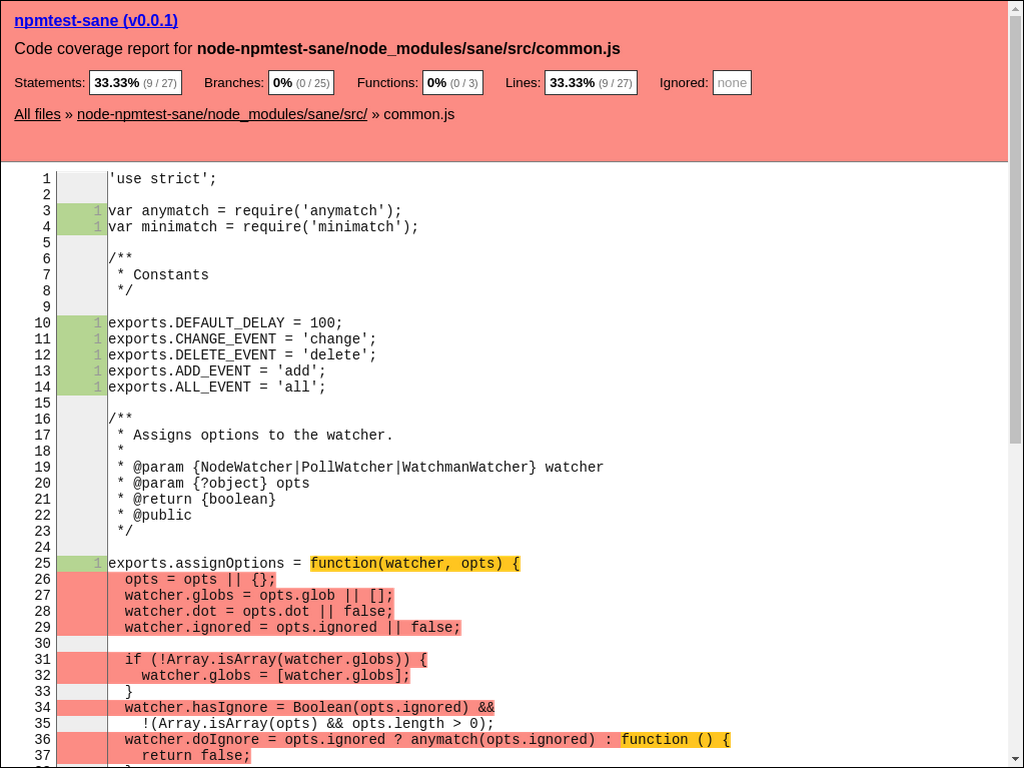 npmtest-sane (v0.0.1)
Code coverage report for node-npmtest-sane/node_modules/sane/src/common.js
Statements: 33.33% (9 / 27) Branches: 0% (0 / 25) Functions: 0% (0 / 3) Lines: 33.33% (9 / 27) Ignored: none
All files » node-npmtest-sane/node_modules/sane/src/ » common.js
1 'use strict';
2
3 1 var anymatch = require('anymatch');
4 1 var minimatch = require('minimatch');
5
6 /**
7  * Constants
8  */
9
10 1 exports.DEFAULT_DELAY = 100;
11 1 exports.CHANGE_EVENT = 'change';
12 1 exports.DELETE_EVENT = 'delete';
13 1 exports.ADD_EVENT = 'add';
14 1 exports.ALL_EVENT = 'all';
15
16 /**
17  * Assigns options to the watcher.
18  *
19  * @param {NodeWatcher|PollWatcher|WatchmanWatcher} watcher
20  * @param {?object} opts
21  * @return {boolean}
22  * @public
23  */
24
25 1 exports.assignOptions = function(watcher, opts) {
26   opts = opts || {};
27   watcher.globs = opts.glob || [];
28   watcher.dot = opts.dot || false;
29   watcher.ignored = opts.ignored || false;
30
31   if (!Array.isArray(watcher.globs)) {
32     watcher.globs = [watcher.globs];
33   }
34   watcher.hasIgnore = Boolean(opts.ignored) &&
35     !(Array.isArray(opts) && opts.length > 0);
36   watcher.doIgnore = opts.ignored ? anymatch(opts.ignored) : function () {
37     return false;